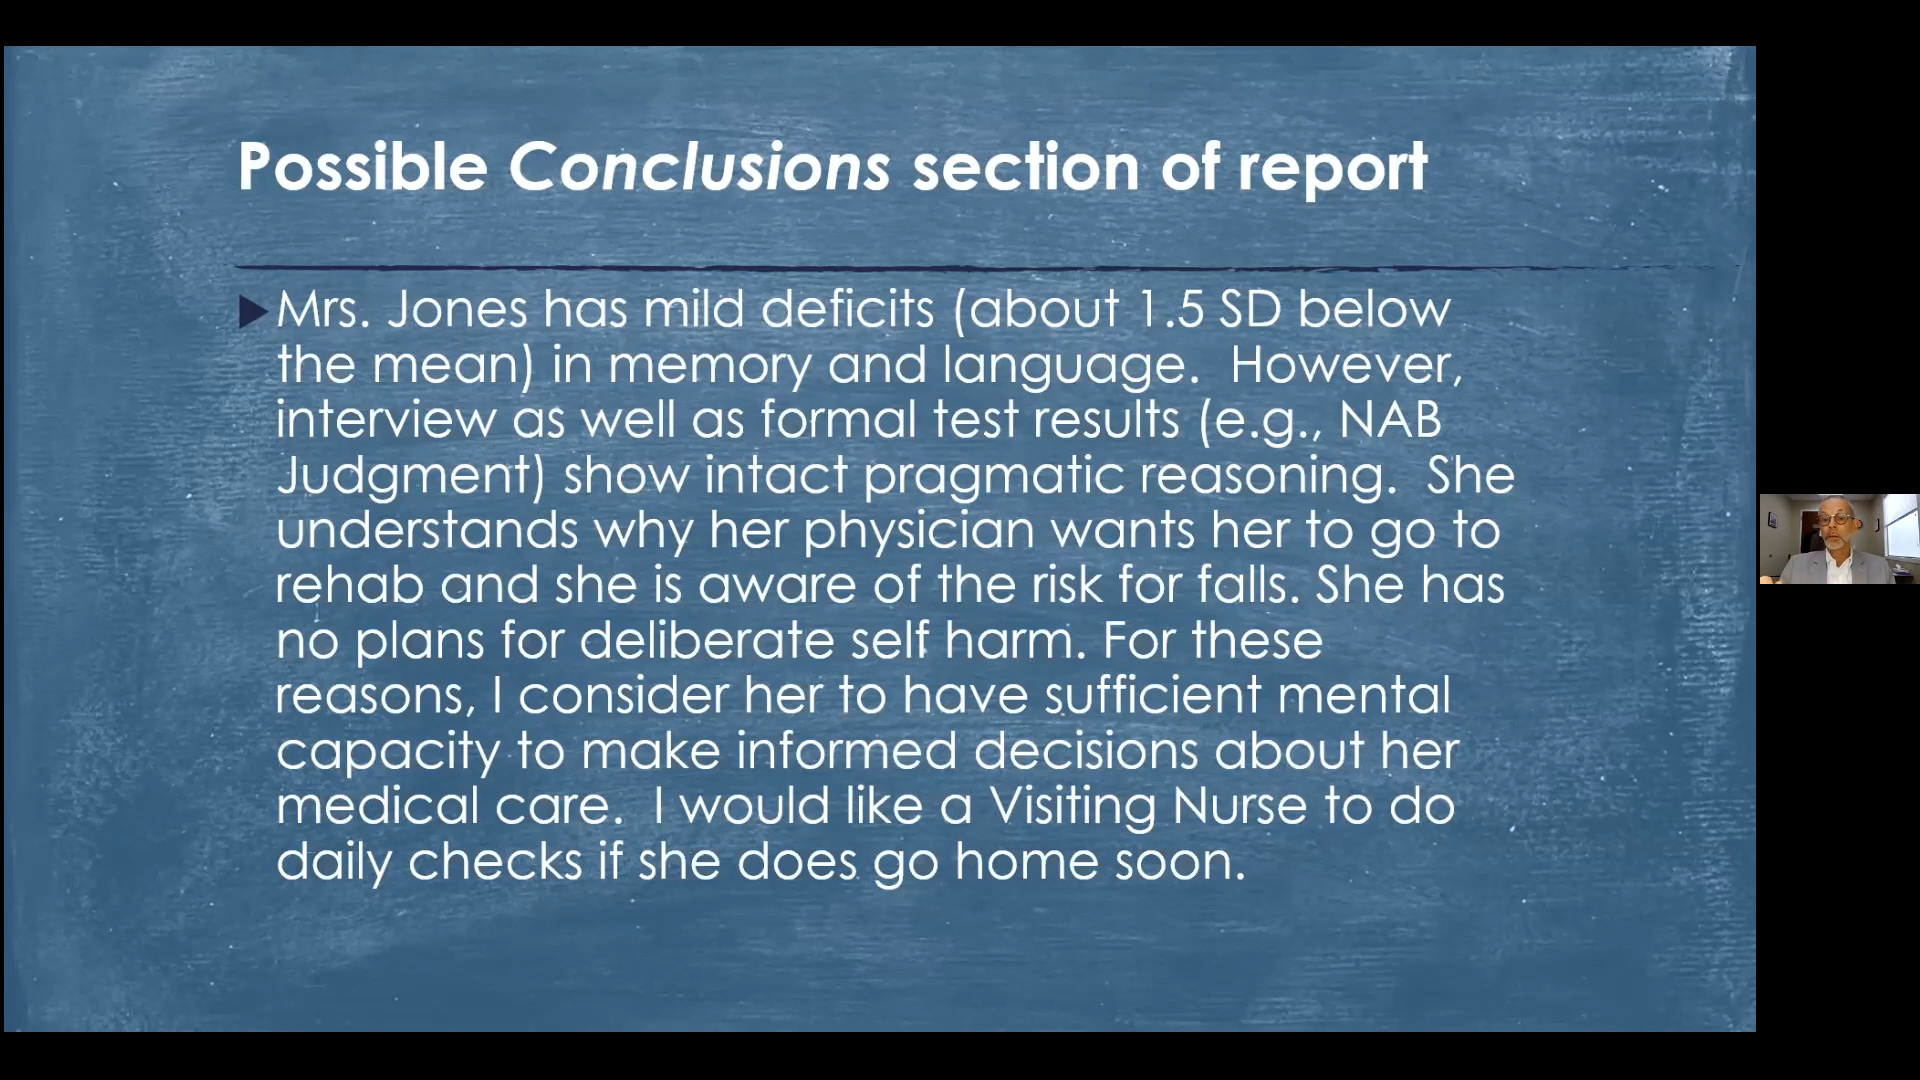 Possible Conclusions section of report
Mrs. Jones has mild deficits (about 1.5 SD below
the mean) in memory and language.  However,
interview as well as formal test results (e.g., NAB
Judgment) show intact pragmatic reasoning.  She
understands why her physician wants her to go to
rehab and she is aware of the risk for falls. She has
no plans for deliberate self harm. For these
reasons, I consider her to have sufficient mental
capacity to make informed decisions about her
medical care.  I would like a Visiting Nurse to do
daily checks if she does go home soon.